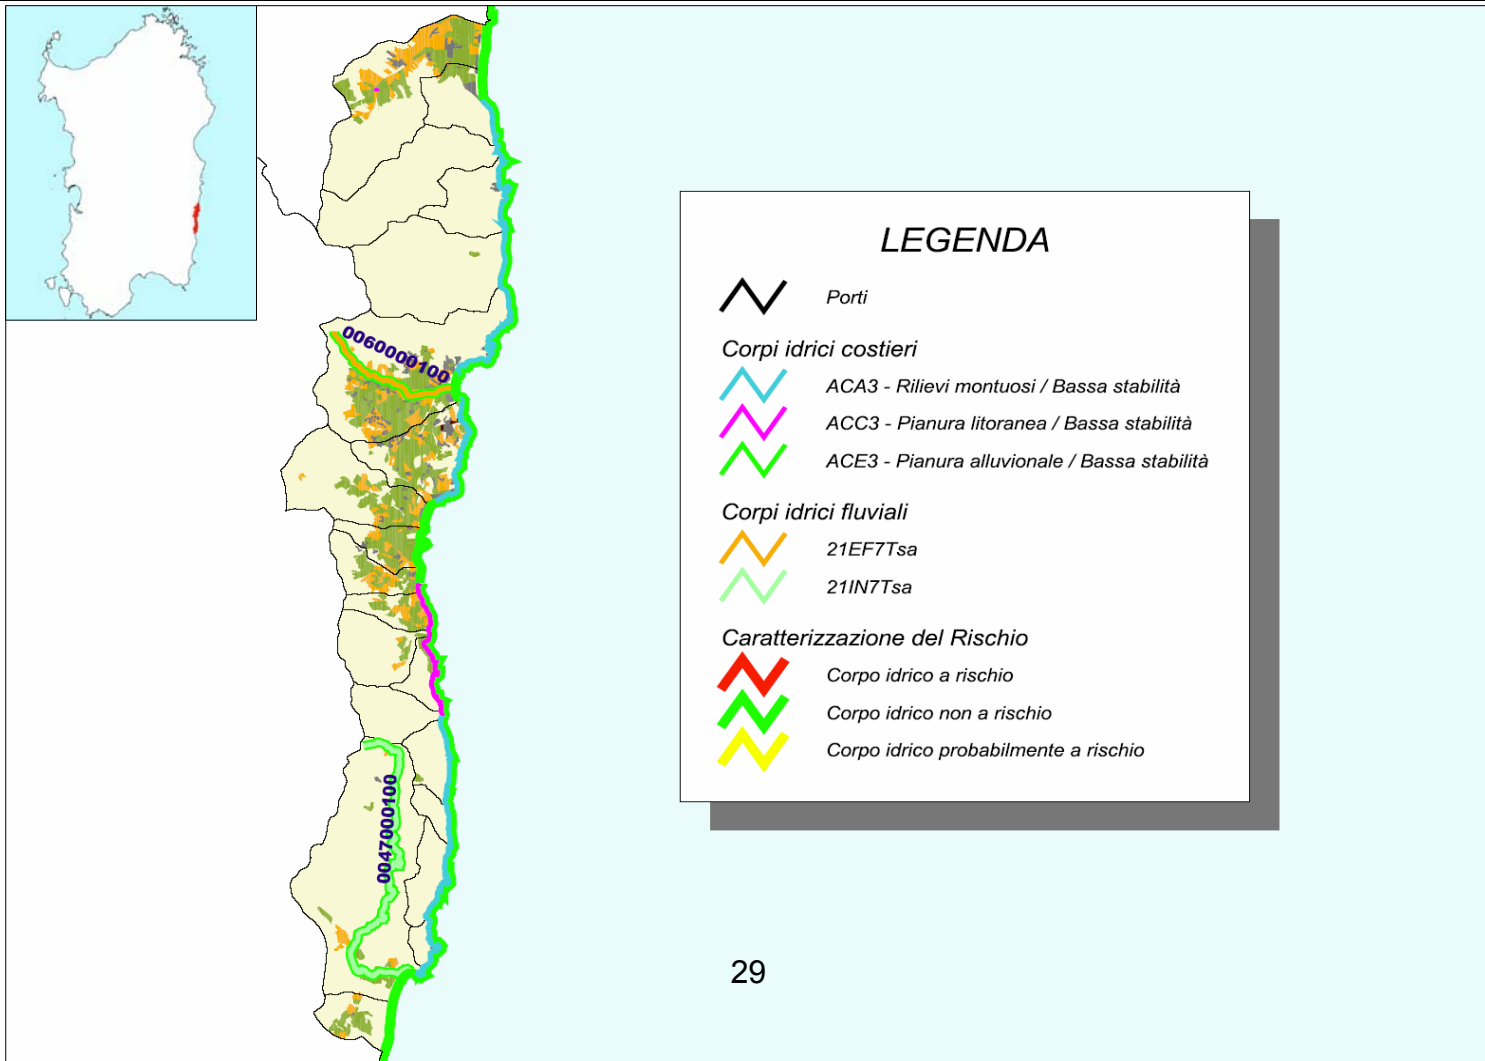 0060000100
0047000100
LEGENDA
Porti
Corpi idrici costieri
ACA3 - Rilievi montuosi / Bassa stabilità
ACC3 - Pianura litoranea / Bassa stabilità
ACE3 - Pianura alluvionale / Bassa stabilità
Corpi idrici fluviali
21EF7Tsa
21IN7Tsa
Caratterizzazione del Rischio
Corpo idrico a rischio
Corpo idrico non a rischio
Corpo idrico probabilmente a rischio
29